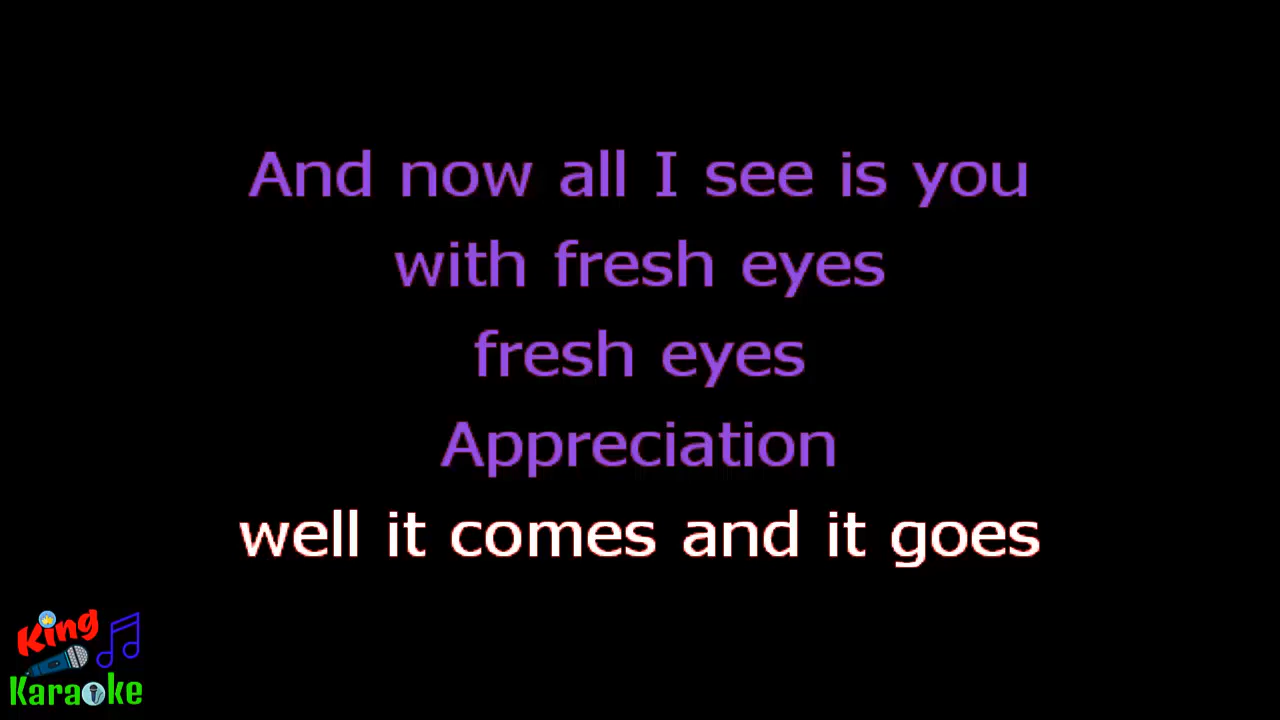 And now all I see is you
with fresh eyes
fresh eyes
Appreciation
well it comes and it goes
King
Karaoke